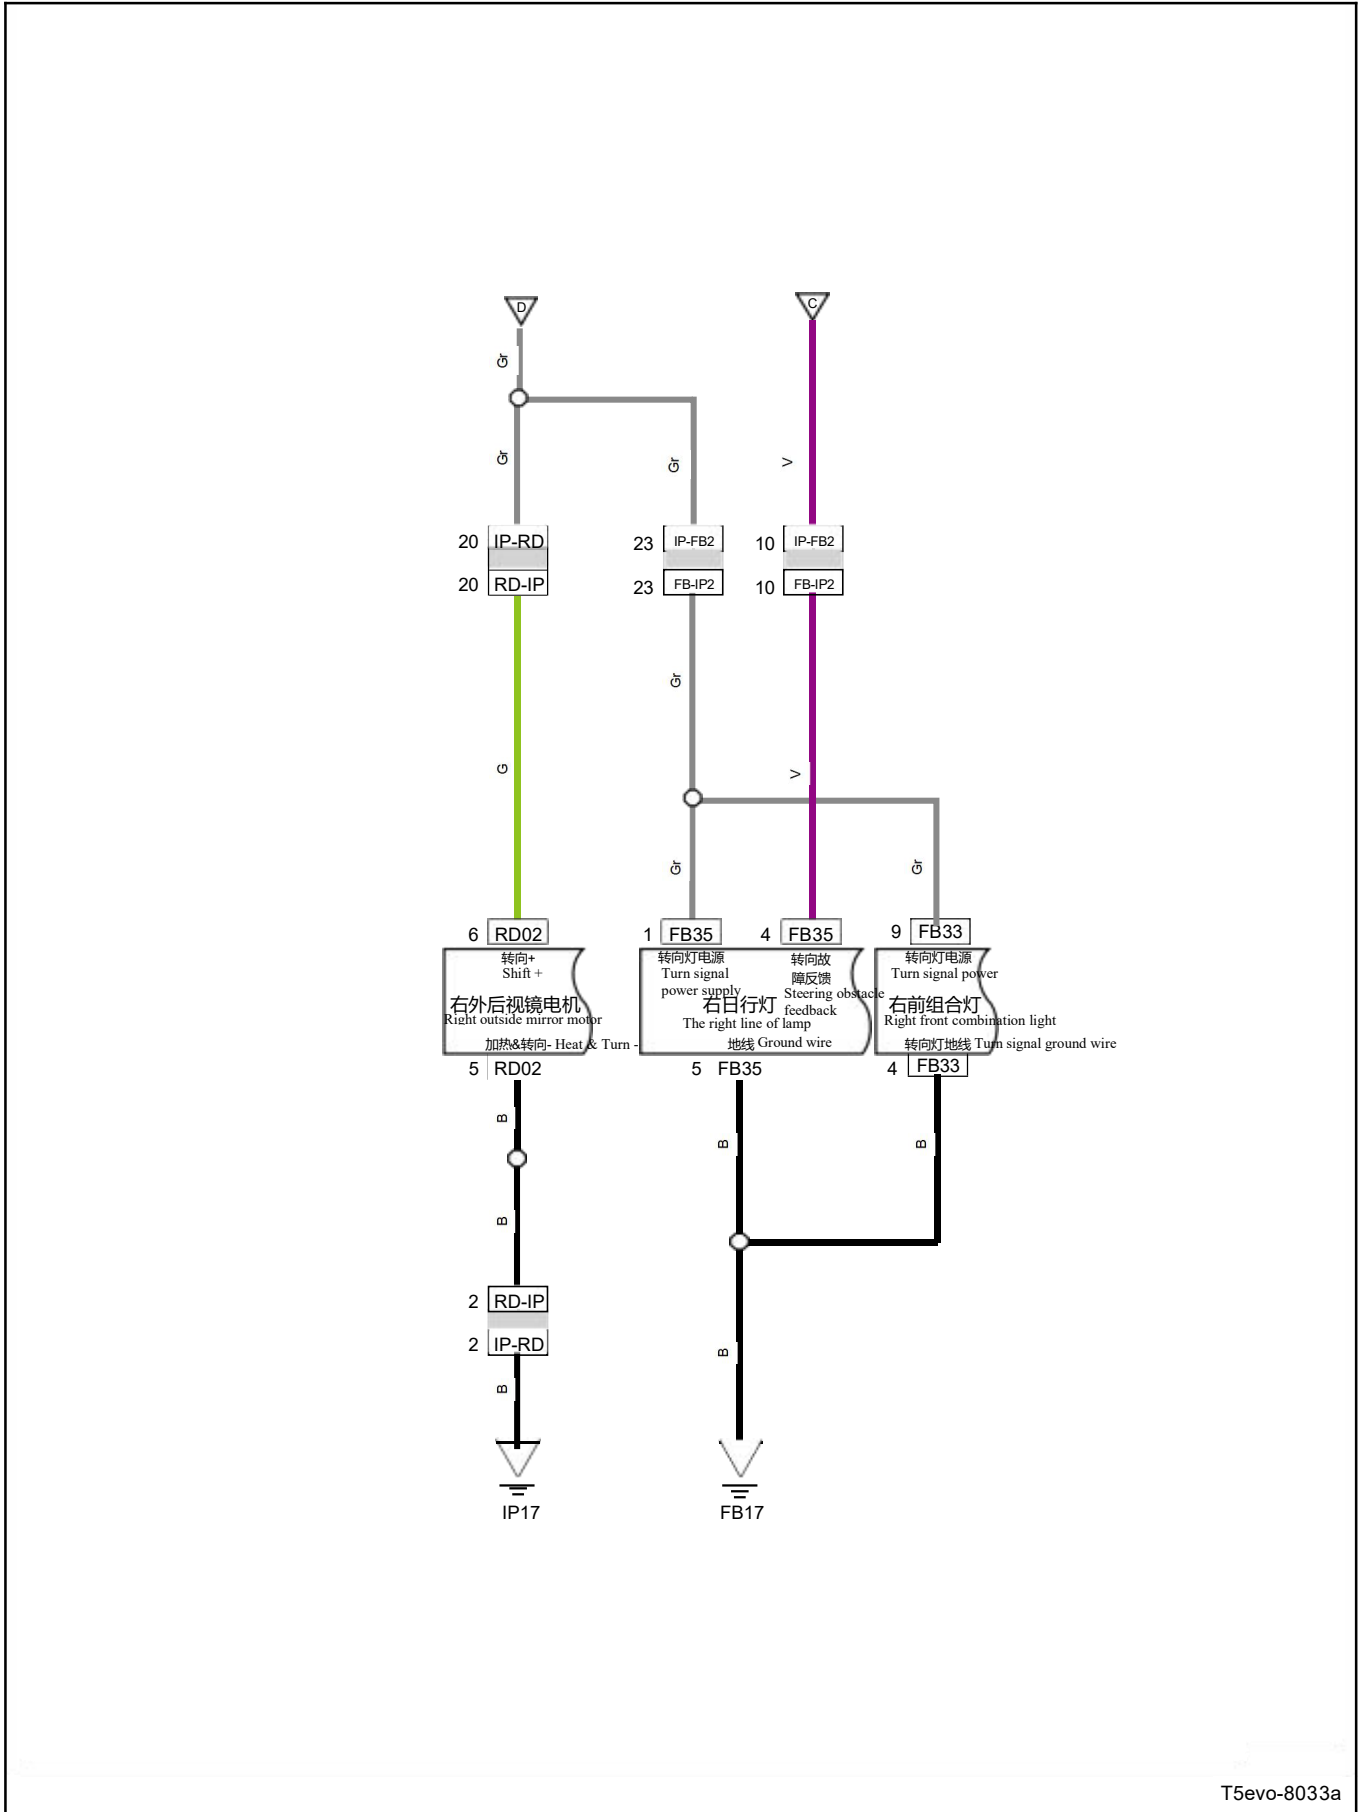 D
C
Gr
Gr
Gr
V
20 IP-RD
23 IP-FB2
10 IP-FB2
20 RD-IP
23 FB-IP2
10 FB-IP2
Gr
G
V
Gr
Gr
6 RD02
1 FB35
4 FB35
9 FB33
转向+
Shift +
右外后视镜电机
Right outside mirror motor
加热&转向- Heat & Turn -
转向灯电源
Turn signal
power supply
转向故
障反馈
Steering obstacle
feedback
右日行灯
The right line of lamp
地线 Ground wire
转向灯电源
Turn signal power
右前组合灯
Right front combination light
转向灯地线 Turn signal ground wire
5 RD02
5 FB35
4 FB33
B
B
B
B
2 RD-IP
2 IP-RD
B
B
IP17
FB17
T5evo-8033a